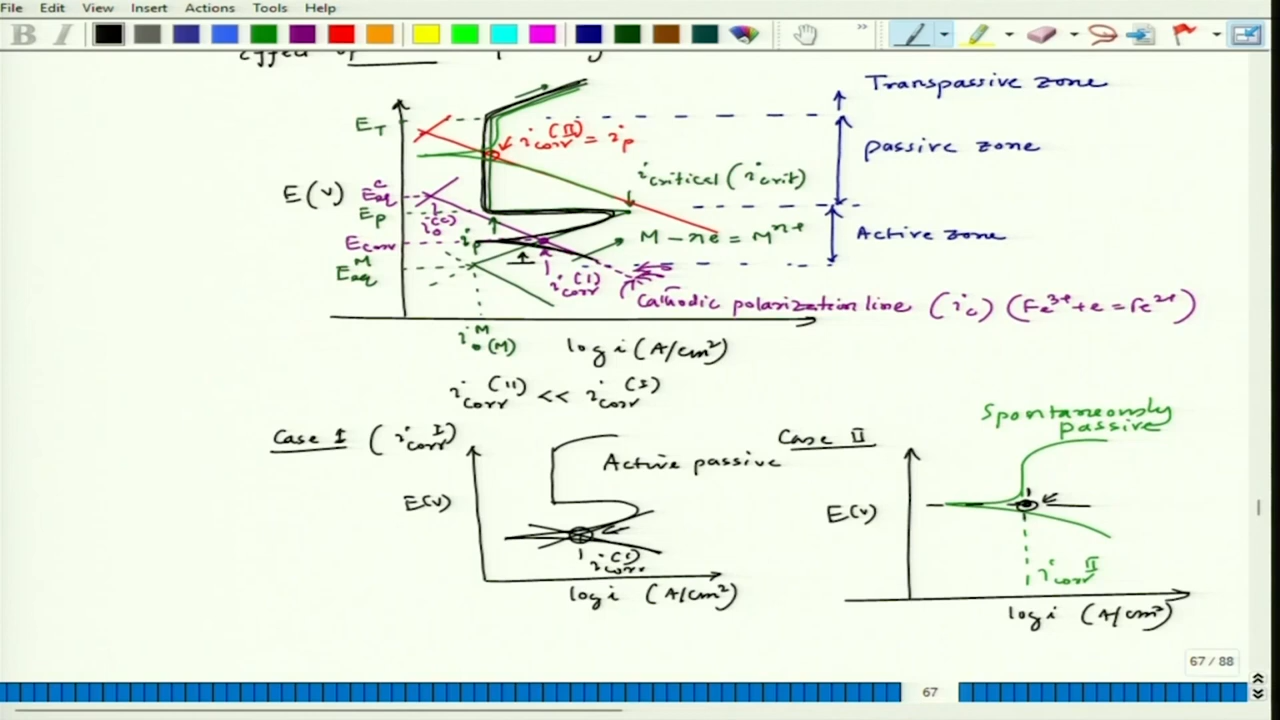 File Edit View Insert Actions Tools Help
B I
Effect of
Transpassive zone
E_T
i_corr^(II) = i_p
passive zone
i_critical (i_crit)
E(V)
E_eq^C
i_o^(C)
E_p
i_p
E_corr
M - ne = M^n+
Active zone
E_eq^M
i_corr^(I)
Cathodic polarization line (i_c) (Fe^3+ + e = Fe^2+)
i_o(M)^M
log i (A/cm²)
i_corr^(II) << i_corr^(I)
Case I (i_corr^I)
Case II
Spontaneously
passive
Active passive
E(V)
E(V)
i_corr^(I)
i_corr^II
log i (A/cm²)
log i (A/cm²)
67 / 88
67